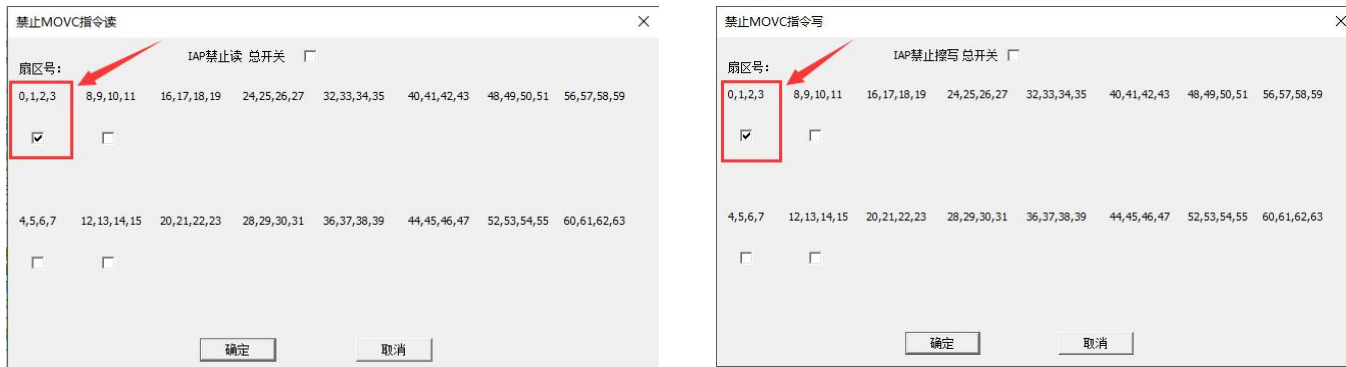 禁止MOVC指令读
IAP禁止读 总开关
扇区号：
0,1,2,3 8,9,10,11 16,17,18,19 24,25,26,27 32,33,34,35 40,41,42,43 48,49,50,51 56,57,58,59
4,5,6,7 12,13,14,15 20,21,22,23 28,29,30,31 36,37,38,39 44,45,46,47 52,53,54,55 60,61,62,63
确定 取消
禁止MOVC指令写
IAP禁止擦写 总开关
扇区号：
0,1,2,3 8,9,10,11 16,17,18,19 24,25,26,27 32,33,34,35 40,41,42,43 48,49,50,51 56,57,58,59
4,5,6,7 12,13,14,15 20,21,22,23 28,29,30,31 36,37,38,39 44,45,46,47 52,53,54,55 60,61,62,63
确定 取消